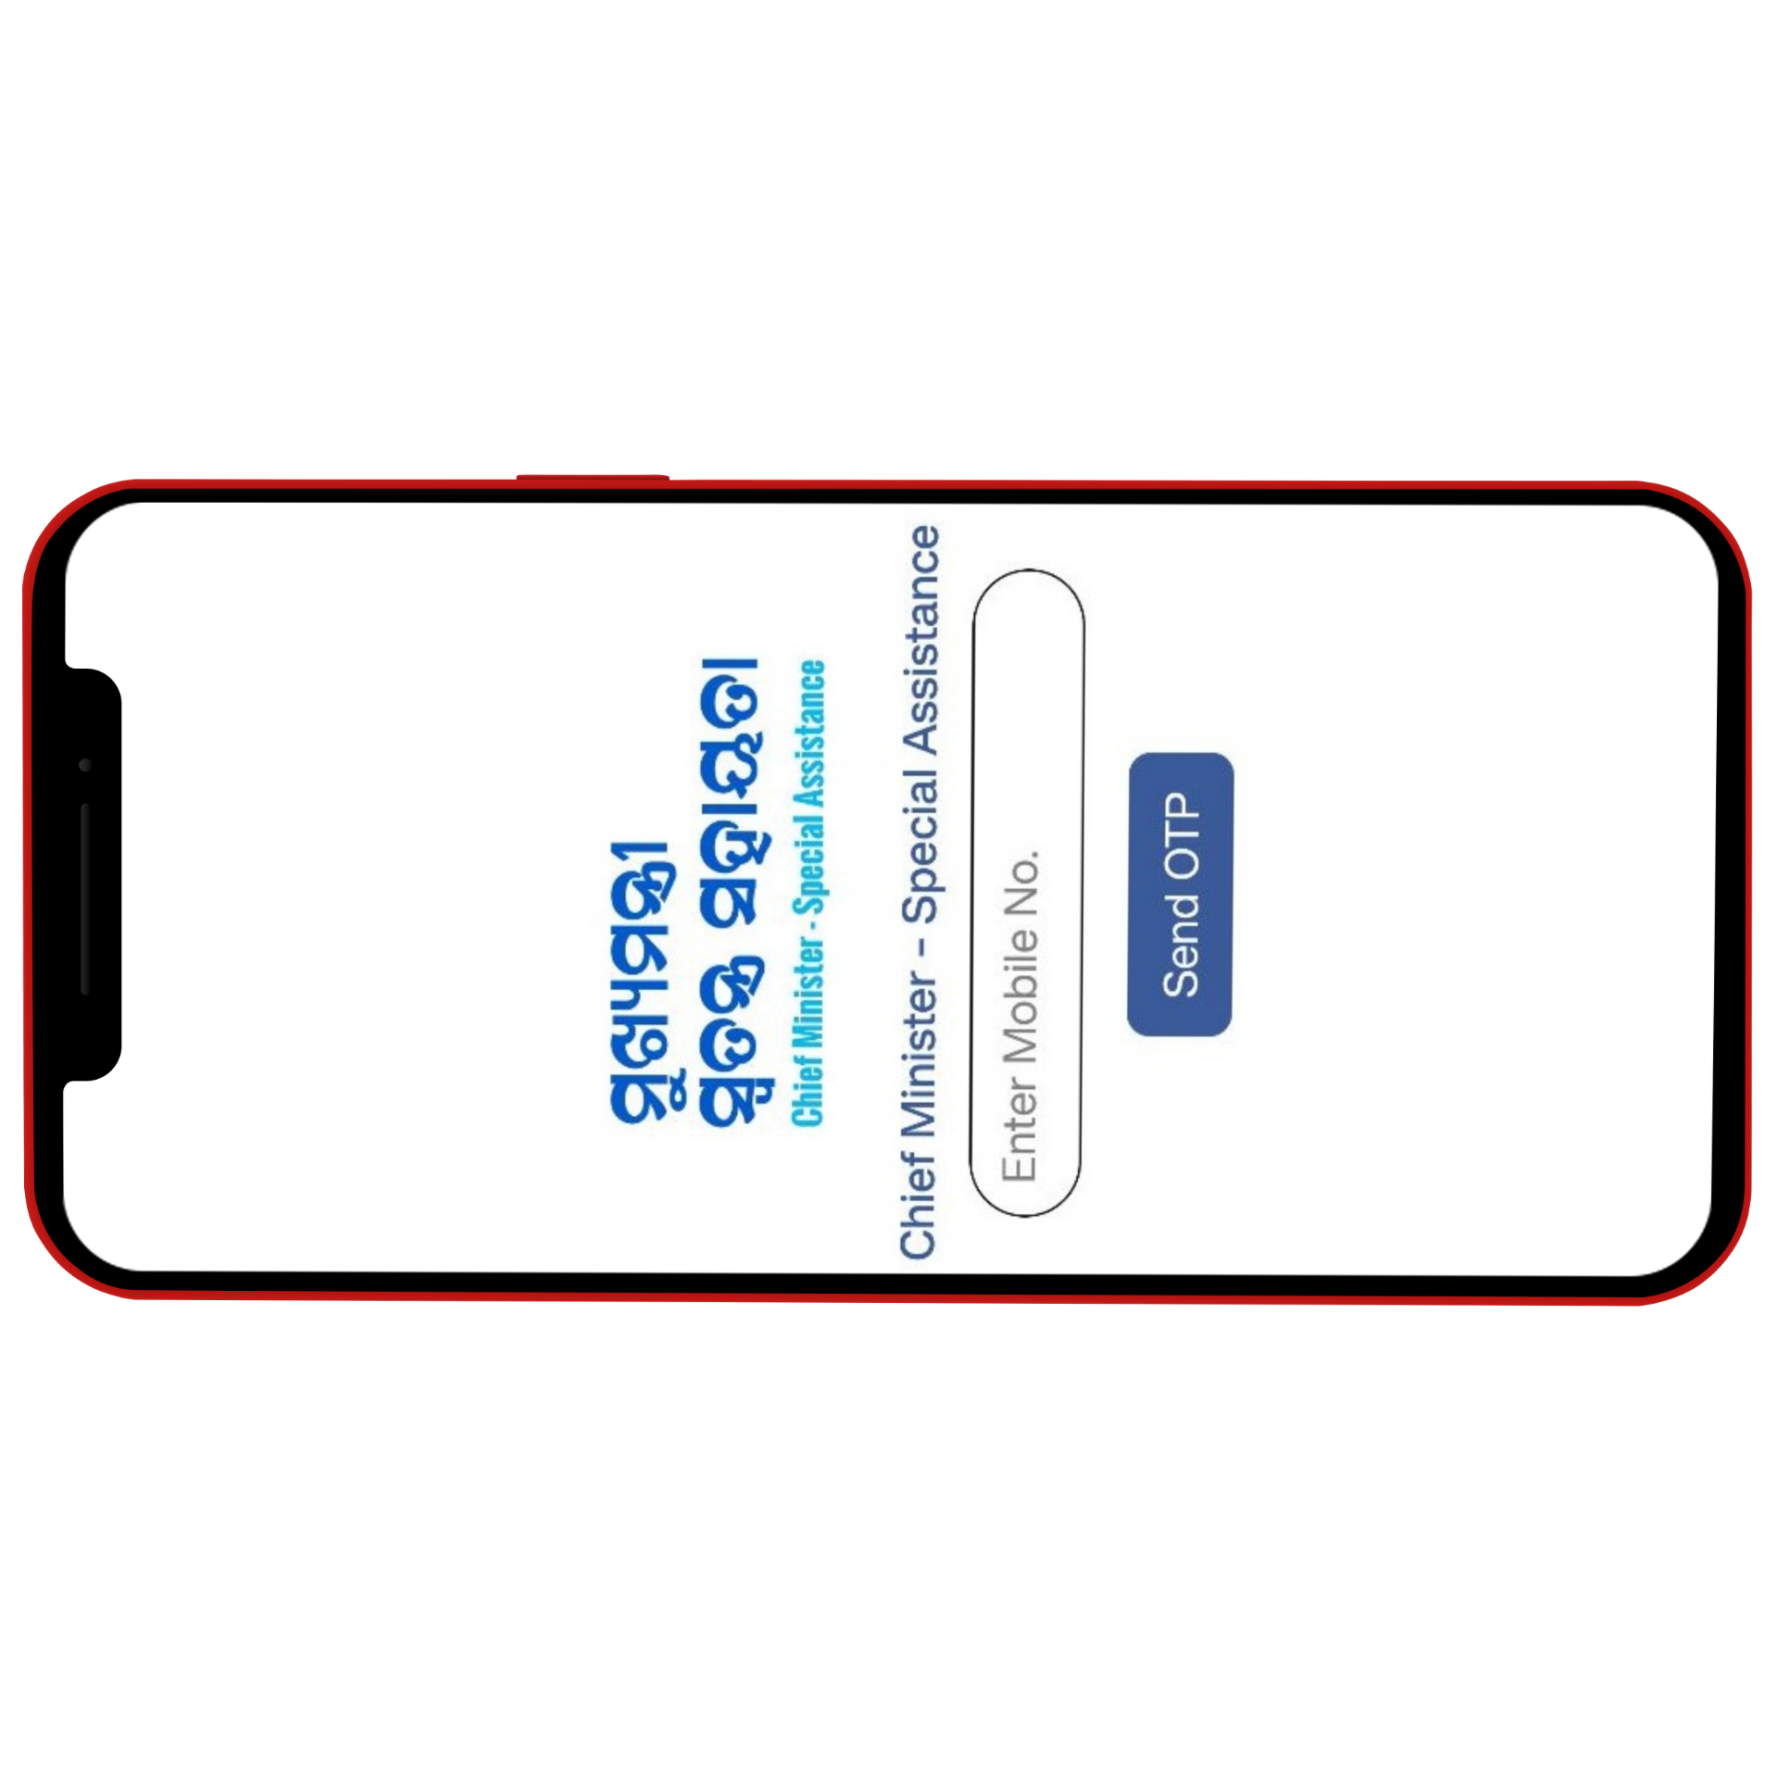 ମୁଖ୍ୟମନ୍ତ୍ରୀ
ସ୍ୱତନ୍ତ୍ର ସହାୟତା
Chief Minister - Special Assistance
Chief Minister - Special Assistance
Enter Mobile No.
Send OTP